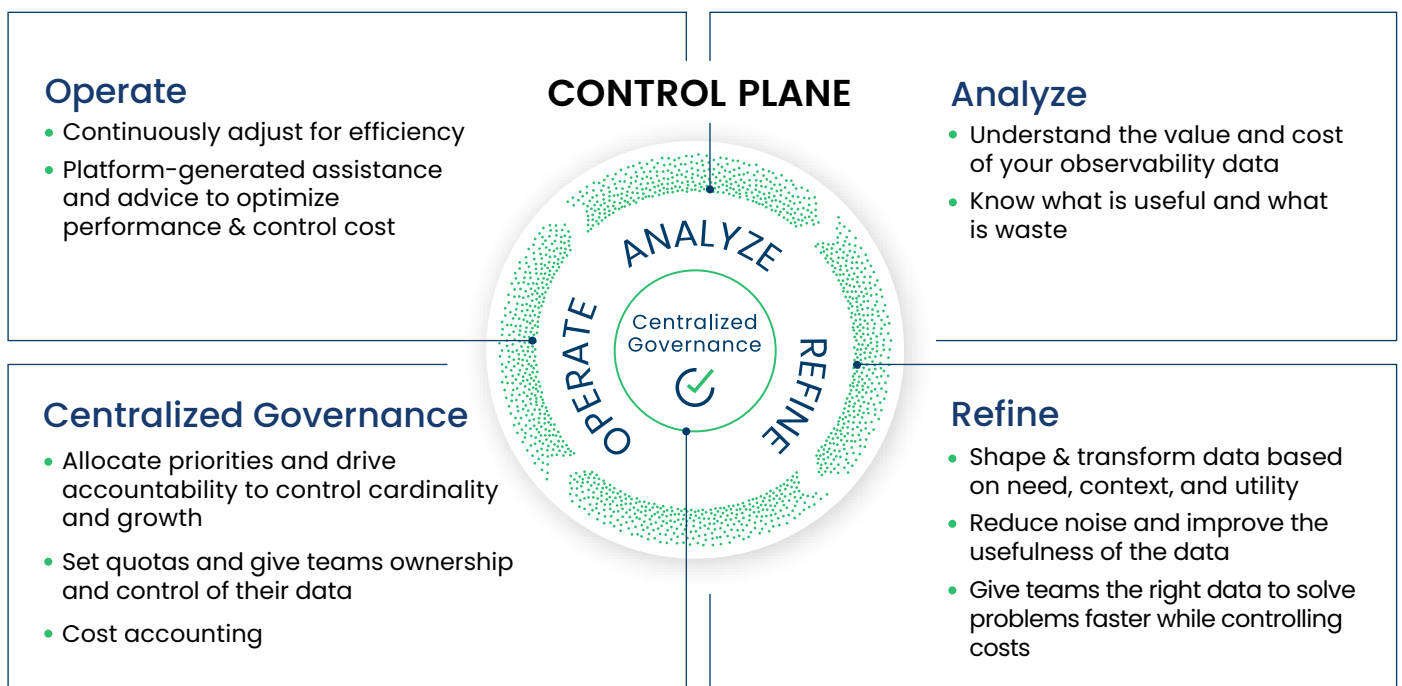 CONTROL PLANE
Operate
Continuously adjust for efficiency
Platform-generated assistance
and advice to optimize
performance & control cost
Analyze
Understand the value and cost
of your observability data
Know what is useful and what
is waste
ANALYZE
OPERATE
REFINE
Centralized
Governance
Centralized Governance
Allocate priorities and drive
accountability to control cardinality
and growth
Set quotas and give teams ownership
and control of their data
Cost accounting
Refine
Shape & transform data based
on need, context, and utility
Reduce noise and improve the
usefulness of the data
Give teams the right data to solve
problems faster while controlling
costs